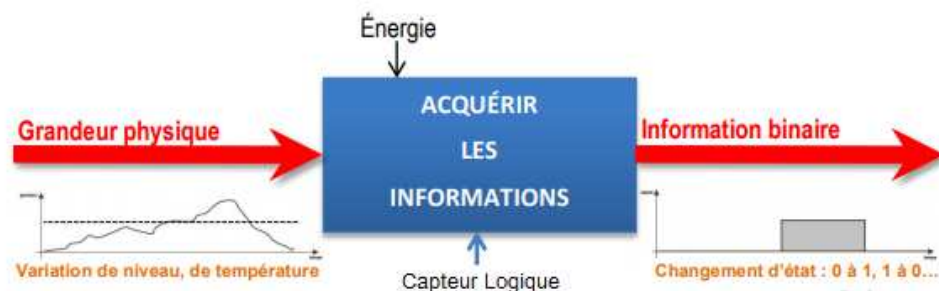 Énergie
ACQUÉRIR
LES
INFORMATIONS
Grandeur physique
Information binaire
Variation de niveau, de température
Capteur Logique
Changement d'état : 0 à 1, 1 à 0...